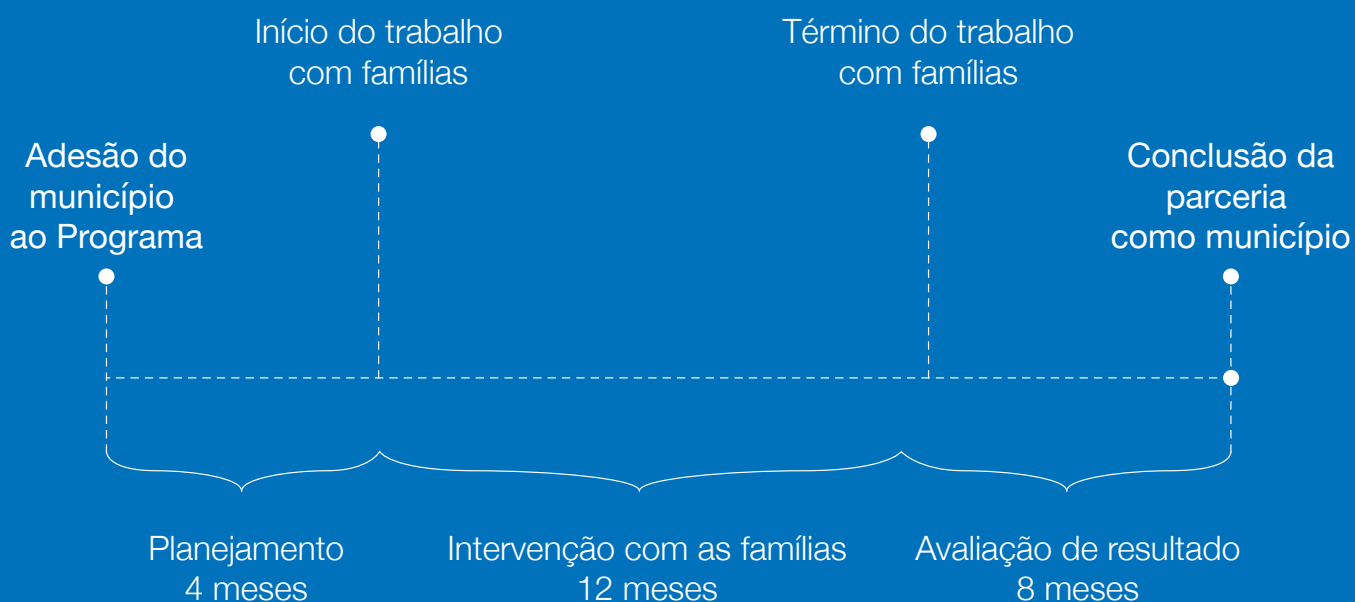 Início do trabalho
com famílias
Término do trabalho
com famílias
Adesão do
município
ao Programa
Conclusão da
parceria
como município
Planejamento
4 meses
Intervenção com as famílias
12 meses
Avaliação de resultado
8 meses